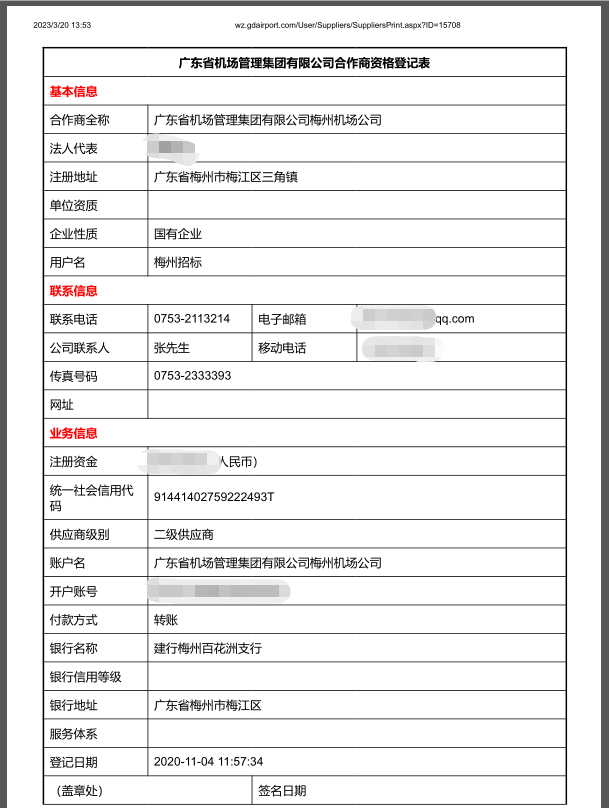 2023/3/20 13:53 wz.gdairport.com/User/Suppliers/SuppliersPrint.aspx?ID=15708
广东省机场管理集团有限公司合作商资格登记表
基本信息
合作商全称 广东省机场管理集团有限公司梅州机场公司
法人代表
注册地址 广东省梅州市梅江区三角镇
单位资质
企业性质 国有企业
用户名 梅州招标
联系信息
联系电话 0753-2113214 电子邮箱 qq.com
公司联系人 张先生 移动电话
传真号码 0753-2333393
网址
业务信息
注册资金 人民币）
统一社会信用代
码 91441402759222493T
供应商级别 二级供应商
账户名 广东省机场管理集团有限公司梅州机场公司
开户账号
付款方式 转账
银行名称 建行梅州百花洲支行
银行信用等级
银行地址 广东省梅州市梅江区
服务体系
登记日期 2020-11-04 11:57:34
（盖章处） 签名日期